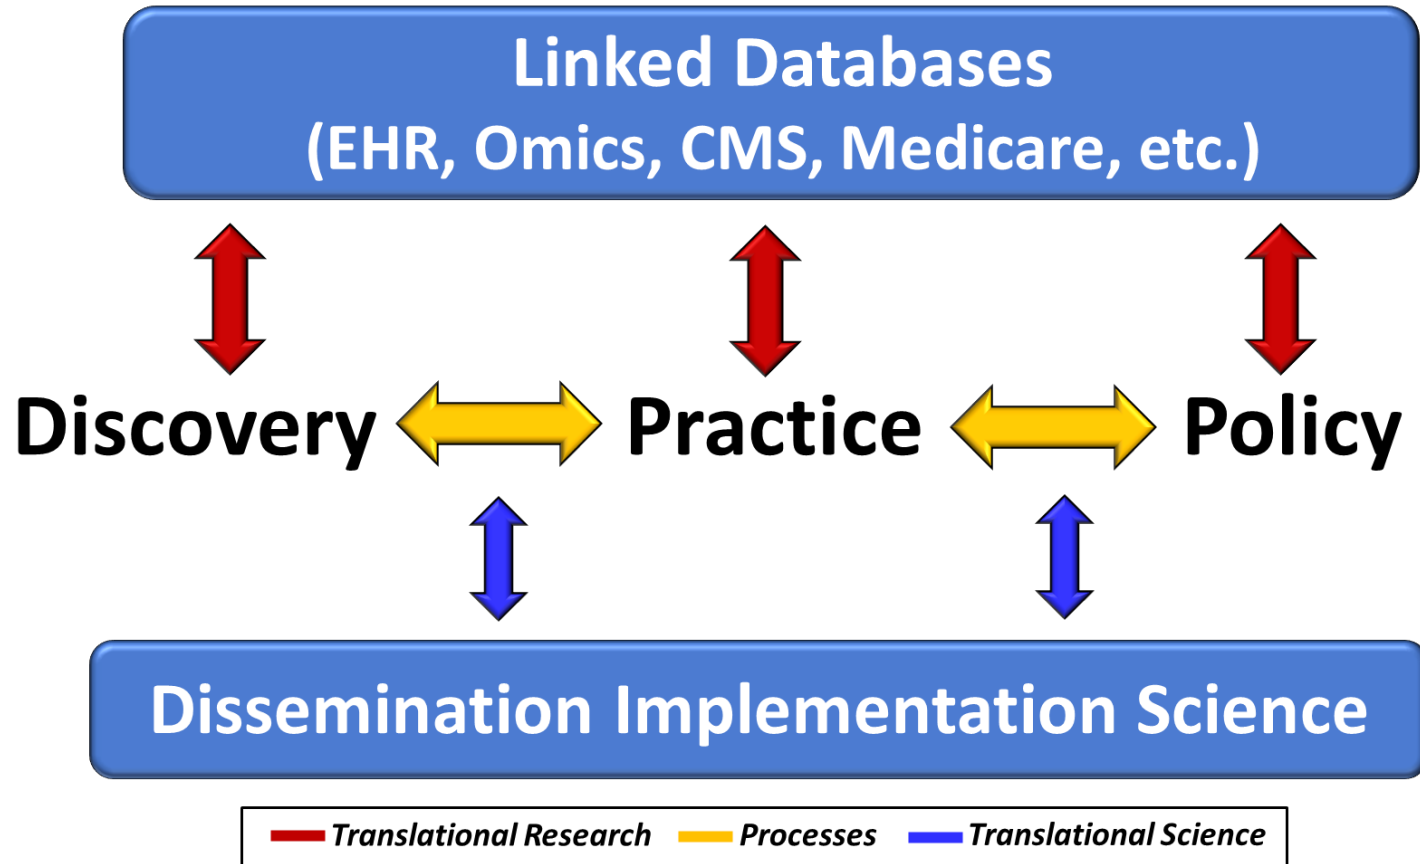 Linked Databases
(EHR, Omics, CMS, Medicare, etc.)
Discovery Practice Policy
Dissemination Implementation Science
Translational Research Processes Translational Science